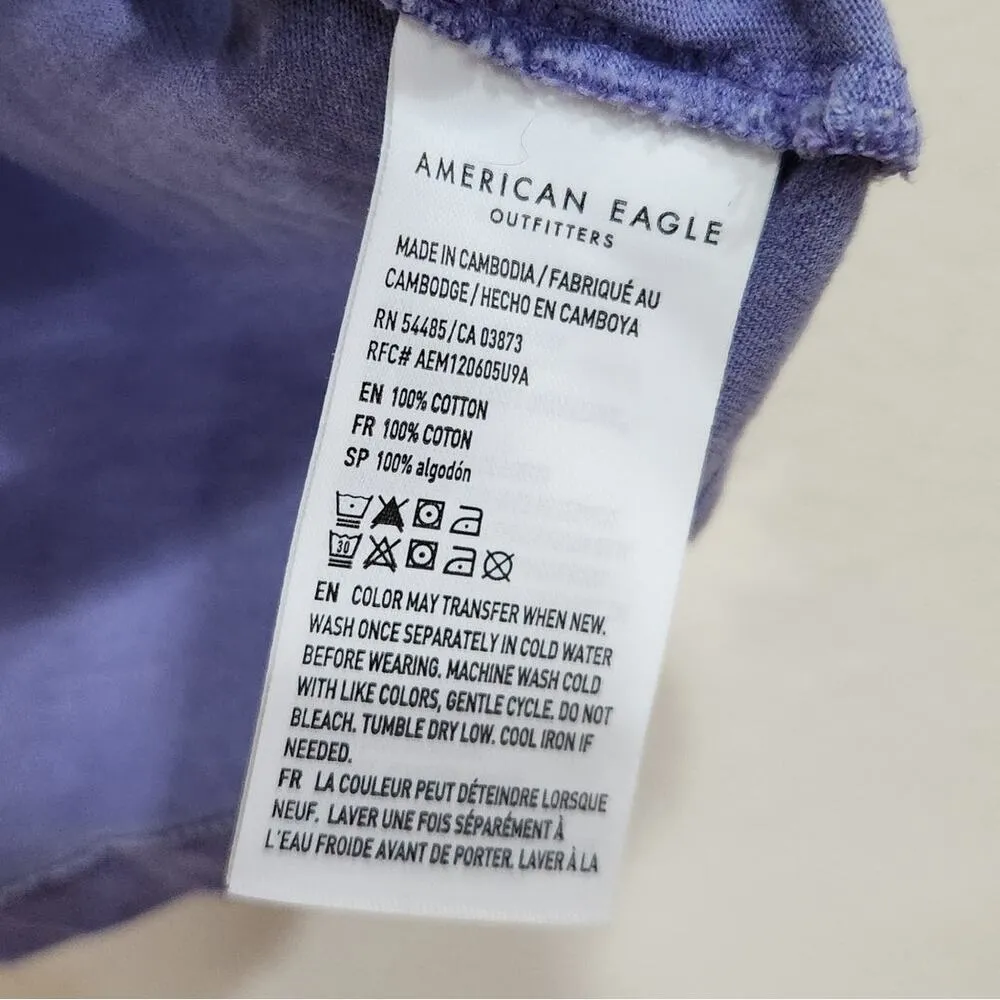 AMERICAN EAGLE
OUTFITTERS
MADE IN CAMBODIA / FABRIQUÉ AU
CAMBODGE / HECHO EN CAMBOYA
RN 54485/CA 03873
RFC# AEM120605U9A
EN 100% COTTON
FR 100% COTON
SP 100% algodón
30
EN COLOR MAY TRANSFER WHEN NEW.
WASH ONCE SEPARATELY IN COLD WATER
BEFORE WEARING. MACHINE WASH COLD
WITH LIKE COLORS, GENTLE CYCLE. DO NOT
BLEACH. TUMBLE DRY LOW. COOL IRON IF
NEEDED.
FR LA COULEUR PEUT DÉTEINDRE LORSQUE
NEUF. LAVER UNE FOIS SÉPARÉMENT À
L'EAU FROIDE AVANT DE PORTER. LAVER À LA